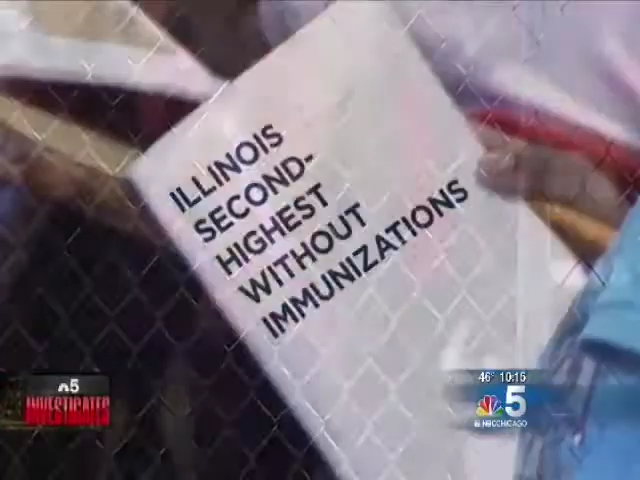 ILLINOIS
SECOND-
HIGHEST
WITHOUT
IMMUNIZATIONS
5
INVESTIGATES
46° 10:15
5
NBCCHICAGO